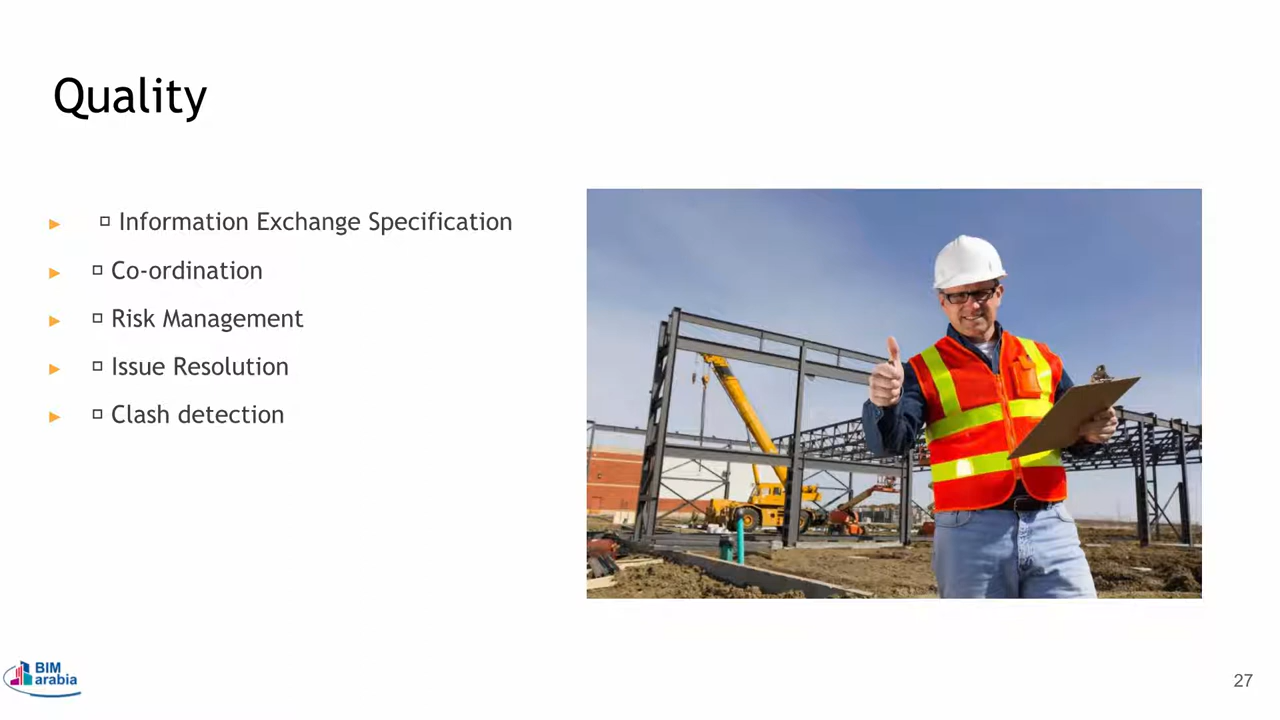 Quality
▫ Information Exchange Specification
▫ Co-ordination
▫ Risk Management
▫ Issue Resolution
▫ Clash detection
BIM
arabia
27